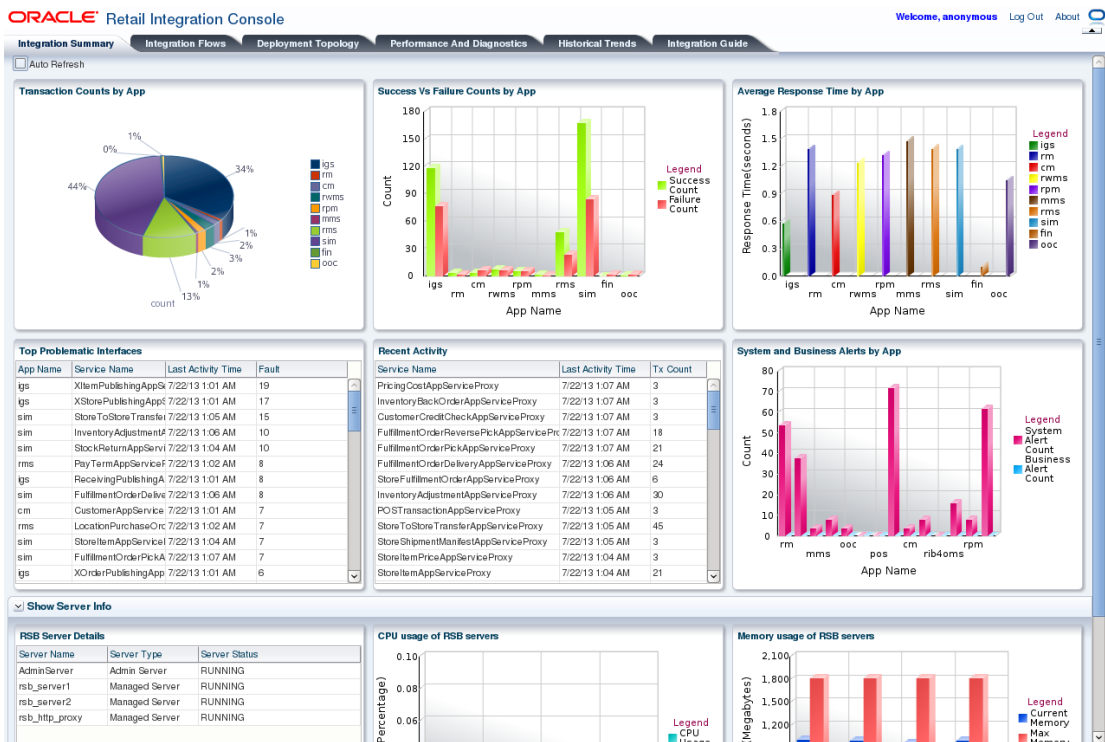 ORACLE Retail Integration Console
Welcome, anonymous Log Out About
Integration Summary Integration Flows Deployment Topology Performance And Diagnostics Historical Trends Integration Guide
Auto Refresh
Transaction Counts by App
1%
0%
34%
44%
1%
2%
3%
2%
1%
13%
count
igs
rm
cm
rwms
rpm
mms
rms
sim
fin
ooc
Success Vs Failure Counts by App
180
150
120
90
60
30
0
Count
igs cm rpm rms fin
rm rwms mms sim ooc
App Name
Legend
Success Count
Failure Count
Average Response Time by App
1.8
1.5
1.2
0.9
0.6
0.3
0.0
Response Time(seconds)
igs cm rpm rms fin
rm rwms mms sim ooc
App Name
Legend
igs
rm
cm
rwms
rpm
mms
rms
sim
fin
ooc
Top Problematic Interfaces
App Name Service Name Last Activity Time Fault
igs XItemPublishingAppSe 7/22/13 1:01 AM 19
igs XStorePublishingAppS 7/22/13 1:01 AM 17
sim StoreToStoreTransfe 7/22/13 1:05 AM 15
sim InventoryAdjustmentA 7/22/13 1:06 AM 10
sim StockReturnAppServi 7/22/13 1:04 AM 10
rms PayTermAppService 7/22/13 1:02 AM 8
igs ReceivingPublishingA 7/22/13 1:01 AM 8
sim FulfillmentOrderDelive 7/22/13 1:06 AM 8
cm CustomerAppService 7/22/13 1:01 AM 7
rms LocationPurchaseOrc 7/22/13 1:02 AM 7
sim StoreItemAppService 7/22/13 1:04 AM 7
sim FulfillmentOrderPickA 7/22/13 1:07 AM 7
igs XOrderPublishingApp 7/22/13 1:01 AM 6
Recent Activity
Service Name Last Activity Time Tx Count
PricingCostAppServiceProxy 7/22/13 1:07 AM 3
InventoryBackOrderAppServiceProxy 7/22/13 1:07 AM 3
CustomerCreditCheckAppServiceProxy 7/22/13 1:07 AM 3
FulfillmentOrderReversePickAppServicePrc 7/22/13 1:07 AM 18
FulfillmentOrderPickAppServiceProxy 7/22/13 1:07 AM 21
FulfillmentOrderDeliveryAppServiceProxy 7/22/13 1:06 AM 24
StoreFulfillmentOrderAppServiceProxy 7/22/13 1:06 AM 6
InventoryAdjustmentAppServiceProxy 7/22/13 1:06 AM 30
POSTransactionAppServiceProxy 7/22/13 1:05 AM 3
StoreToStoreTransferAppServiceProxy 7/22/13 1:05 AM 45
StoreShipmentManifestAppServiceProxy 7/22/13 1:05 AM 3
StoreItemPriceAppServiceProxy 7/22/13 1:04 AM 3
StoreItemAppServiceProxy 7/22/13 1:04 AM 21
System and Business Alerts by App
80
70
60
50
40
30
20
10
0
Count
rm ooc cm rpm
mms pos rib4oms
App Name
Legend
System Alert Count
Business Alert Count
Show Server Info
RSB Server Details
Server Name Server Type Server Status
AdminServer Admin Server RUNNING
rsb_server1 Managed Server RUNNING
rsb_server2 Managed Server RUNNING
rsb_http_proxy Managed Server RUNNING
CPU usage of RSB servers
0.10
0.08
0.06
Percentage)
Legend
CPU
Memory usage of RSB servers
2,100
1,800
1,500
1,200
(Megabytes)
Legend
Current
Memory
Max
Memory